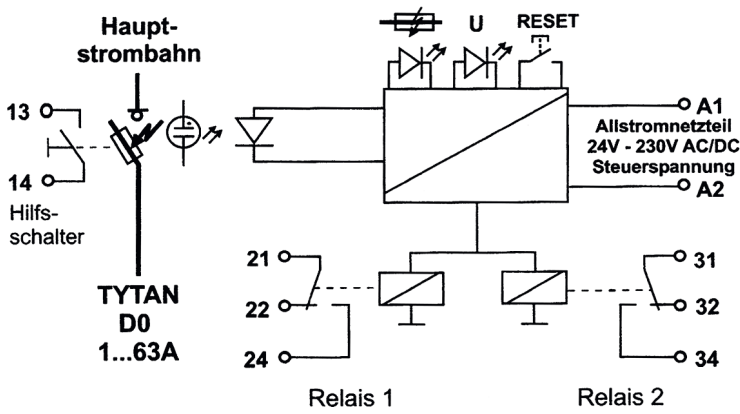 Haupt-
strombahn
U
RESET
13
14
Hilfs-
schalter
A1
Allstromnetzteil
24V - 230V AC/DC
Steuerspannung
A2
TYTAN
D0
1...63A
21
22
24
Relais 1
31
32
34
Relais 2